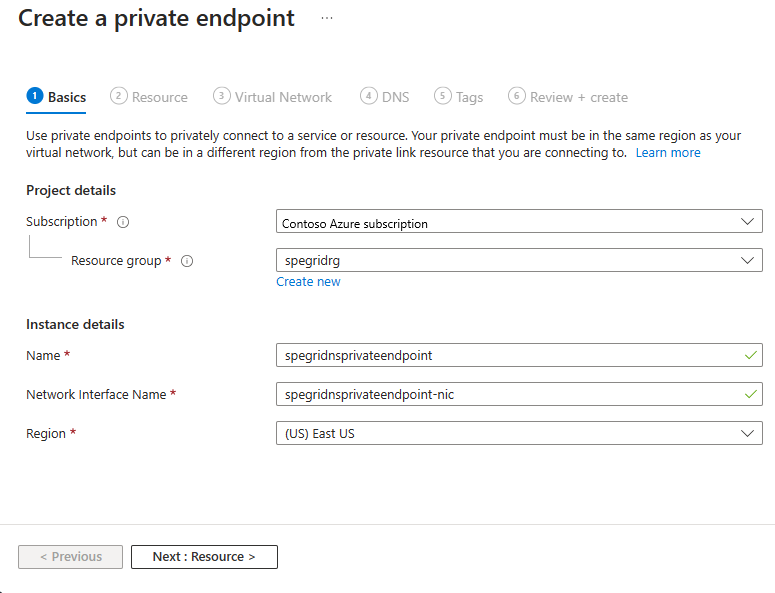 Create a private endpoint ...
1 Basics 2 Resource 3 Virtual Network 4 DNS 5 Tags 6 Review + create
Use private endpoints to privately connect to a service or resource. Your private endpoint must be in the same region as your
virtual network, but can be in a different region from the private link resource that you are connecting to. Learn more
Project details
Subscription * Contoso Azure subscription
Resource group * spegridrg
Create new
Instance details
Name * spegridnsprivateendpoint
Network Interface Name * spegridnsprivateendpoint-nic
Region * (US) East US
< Previous Next : Resource >